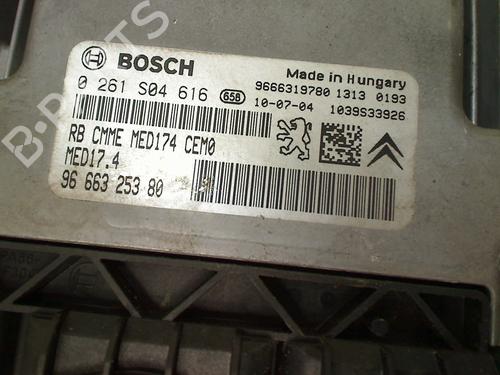 BOSCH
Made in Hungary
0 261 S04 616 658
9666319780 1313 0193
10-07-04 1039S33926
RB CMME MED174 CEM0
MED17.4
96 663 253 80
B-PARTS